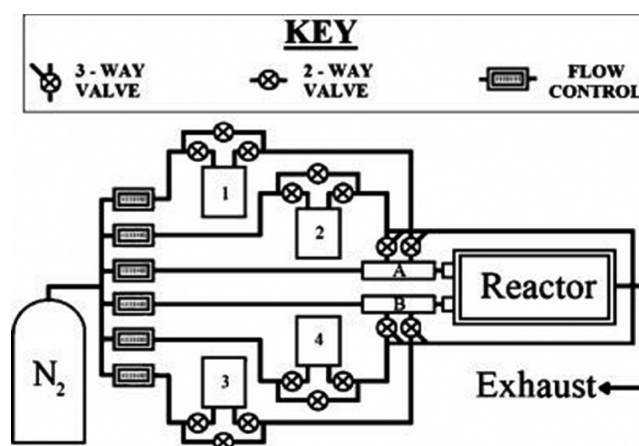 KEY
3 - WAY
VALVE
2 - WAY
VALVE
FLOW
CONTROL
1
2
A
Reactor
B
N2
4
3
Exhaust